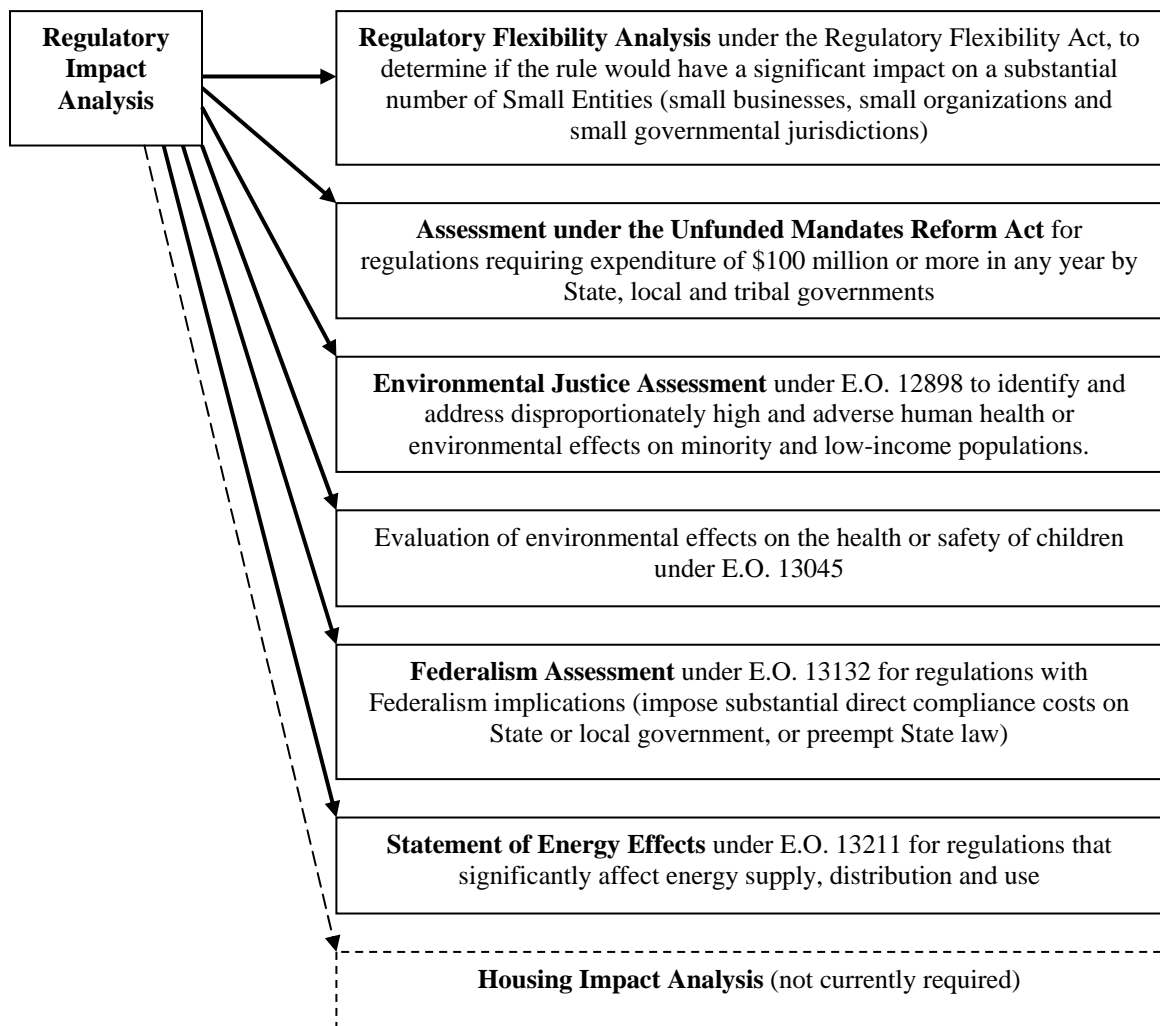 Regulatory
Impact
Analysis
Regulatory Flexibility Analysis under the Regulatory Flexibility Act, to
determine if the rule would have a significant impact on a substantial
number of Small Entities (small businesses, small organizations and
small governmental jurisdictions)
Assessment under the Unfunded Mandates Reform Act for
regulations requiring expenditure of $100 million or more in any year by
State, local and tribal governments
Environmental Justice Assessment under E.O. 12898 to identify and
address disproportionately high and adverse human health or
environmental effects on minority and low-income populations.
Evaluation of environmental effects on the health or safety of children
under E.O. 13045
Federalism Assessment under E.O. 13132 for regulations with
Federalism implications (impose substantial direct compliance costs on
State or local government, or preempt State law)
Statement of Energy Effects under E.O. 13211 for regulations that
significantly affect energy supply, distribution and use
Housing Impact Analysis (not currently required)